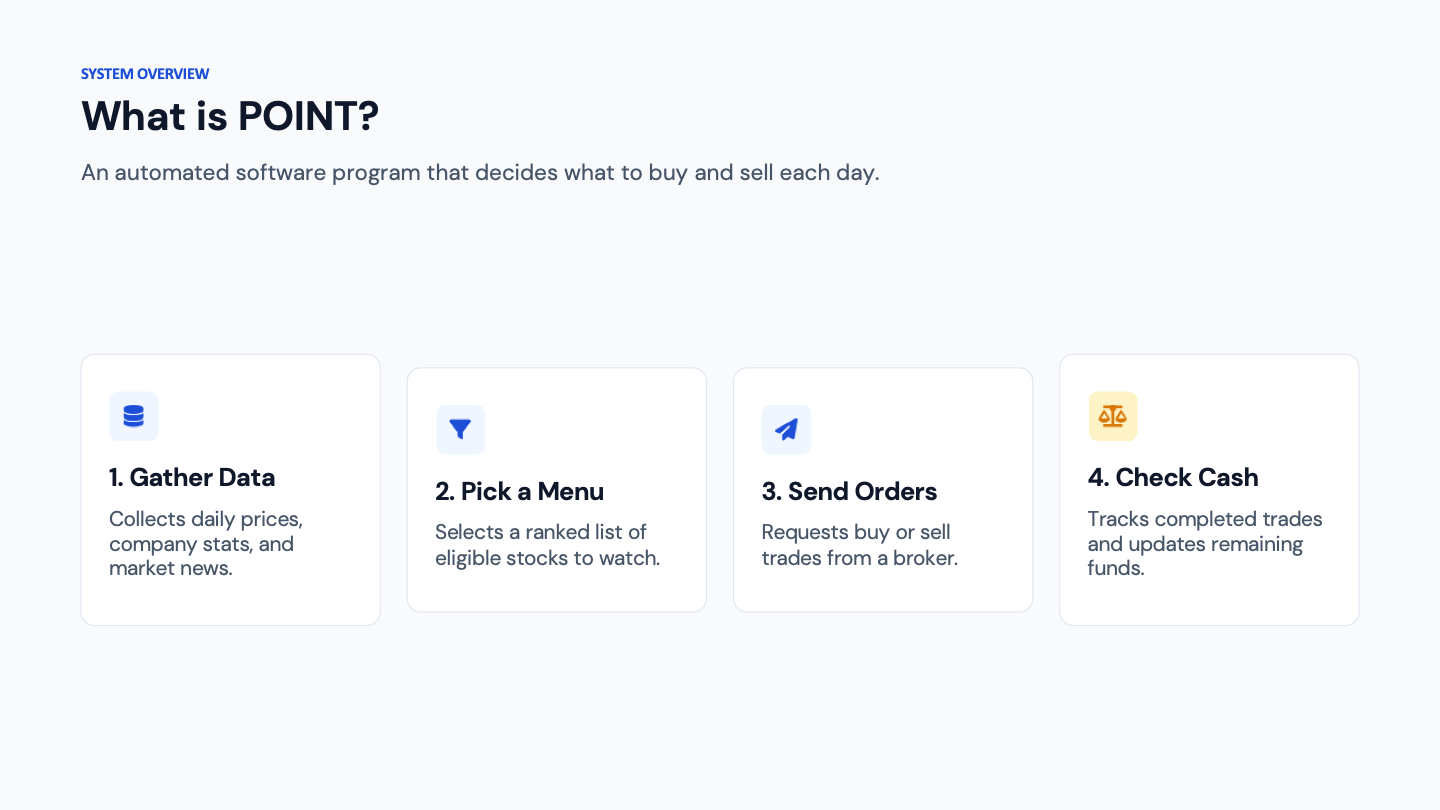 SYSTEM OVERVIEW
What is POINT?
An automated software program that decides what to buy and sell each day.
1. Gather Data
Collects daily prices,
company stats, and
market news.
2. Pick a Menu
Selects a ranked list of
eligible stocks to watch.
3. Send Orders
Requests buy or sell
trades from a broker.
4. Check Cash
Tracks completed trades
and updates remaining
funds.